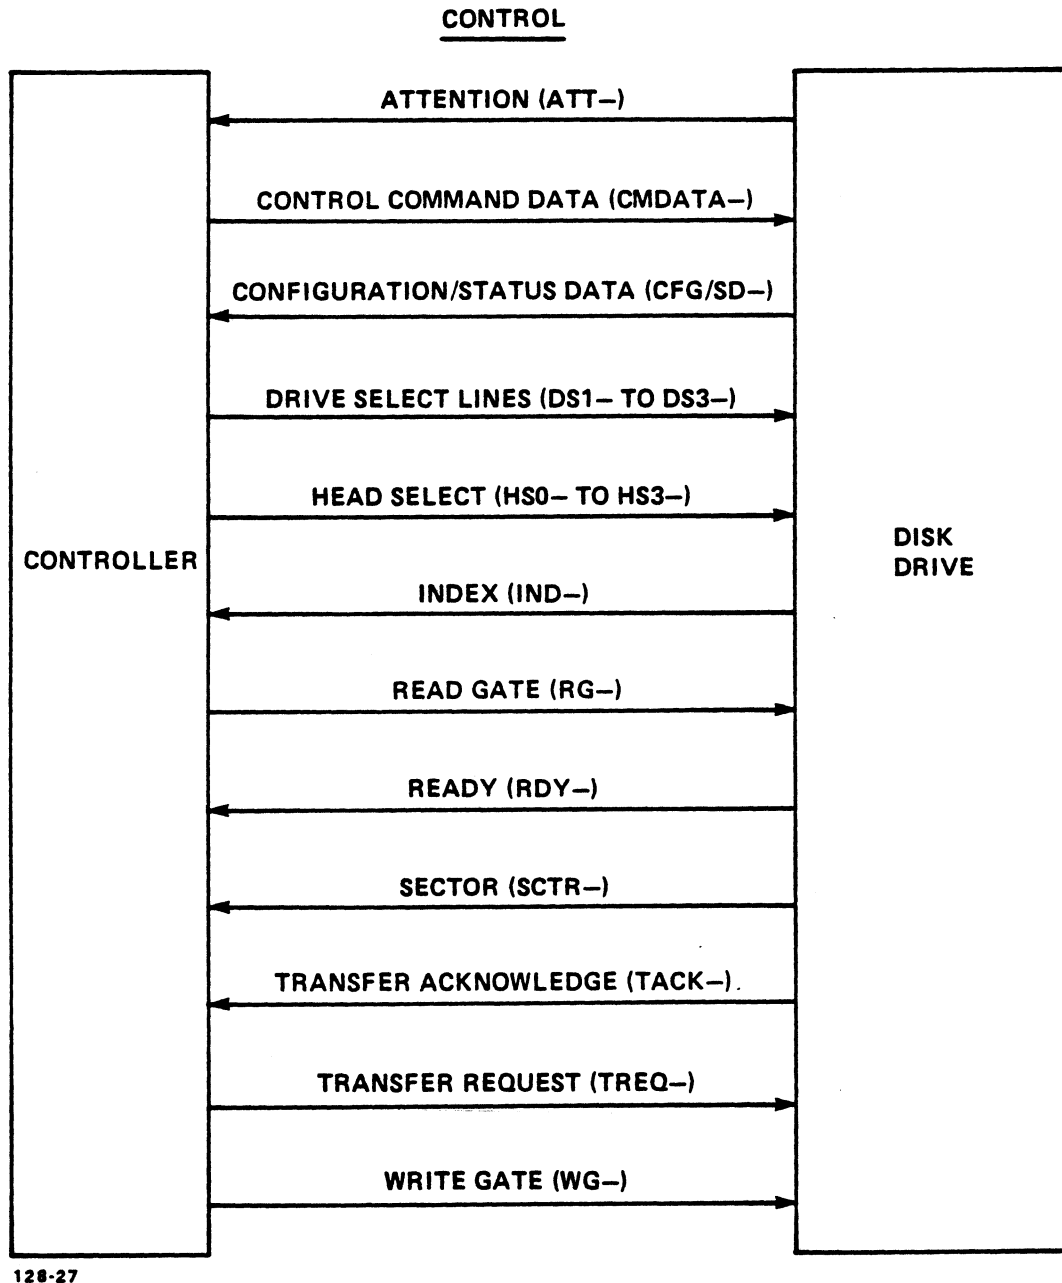 CONTROL
ATTENTION (ATT–)
CONTROL COMMAND DATA (CMDATA–)
CONFIGURATION/STATUS DATA (CFG/SD–)
DRIVE SELECT LINES (DS1– TO DS3–)
HEAD SELECT (HS0– TO HS3–)
CONTROLLER
DISK
DRIVE
INDEX (IND–)
READ GATE (RG–)
READY (RDY–)
SECTOR (SCTR–)
TRANSFER ACKNOWLEDGE (TACK–)
TRANSFER REQUEST (TREQ–)
WRITE GATE (WG–)
128-27